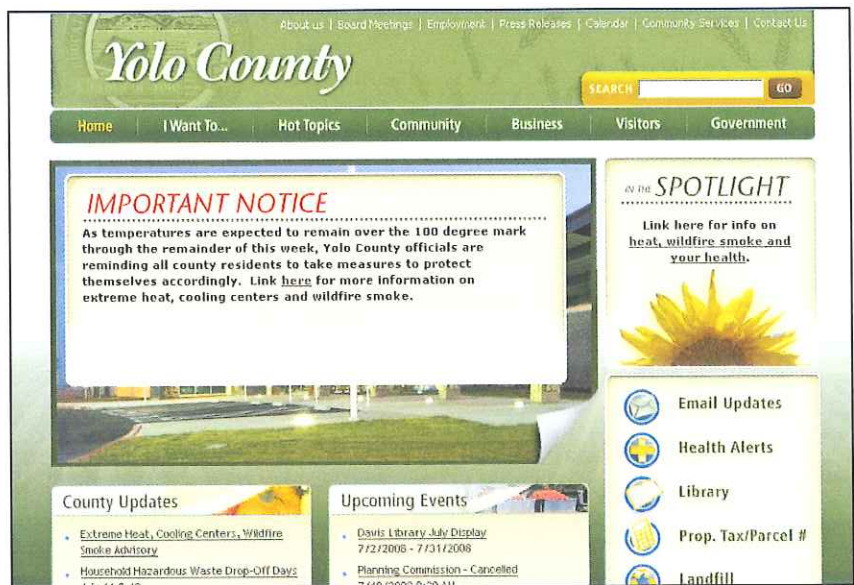 About us | Board Meetings | Employment | Press Releases | Calendar | Community Services | Contact Us
Yolo County
SEARCH GO
Home I Want To... Hot Topics Community Business Visitors Government
IMPORTANT NOTICE
As temperatures are expected to remain over the 100 degree mark
through the remainder of this week, Yolo County officials are
reminding all county residents to take measures to protect
themselves accordingly. Link here for more information on
extreme heat, cooling centers and wildfire smoke.
IN THE SPOTLIGHT
Link here for info on
heat, wildfire smoke and
your health.
Email Updates
Health Alerts
Library
Prop. Tax/Parcel #
Landfill
County Updates
Extreme Heat, Cooling Centers, Wildfire
Smoke Advisory
Household Hazardous Waste Drop-Off Days
Upcoming Events
Davis Library July Display
7/2/2008 - 7/31/2008
Planning Commission - Cancelled